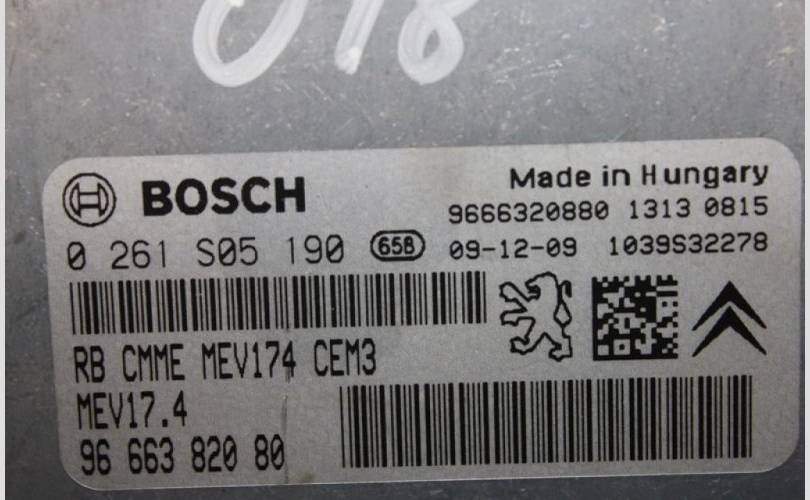 018
BOSCH
Made in Hungary
9666320880 1313 0815
0 261 S05 190 65B 09-12-09 1039S32278
RB CMME MEV174 CEM3
MEV17.4
96 663 820 80